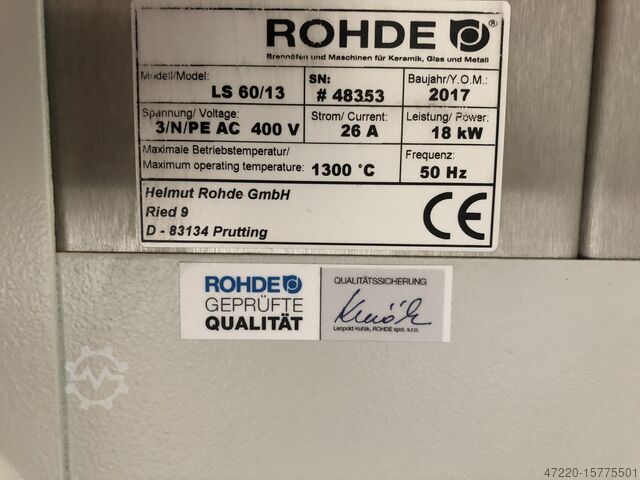 ROHDE ®
Brennöfen und Maschinen für Keramik, Glas und Metall
Modell/Model:
LS 60/13
SN:
# 48353
Baujahr/Y.O.M.:
2017
Spannung/ Voltage:
3/N/PE AC 400 V
Strom/ Current:
26 A
Leistung/ Power:
18 kW
Maximale Betriebstemperatur/
Maximum operating temperature: 1300 °C
Frequenz:
50 Hz
Helmut Rohde GmbH
Ried 9
D - 83134 Prutting
CE
ROHDE
GEPRÜFTE
QUALITÄT
QUALITÄTSSICHERUNG
Leopold Kuňák, ROHDE spol. s.r.o.
47220-15775501